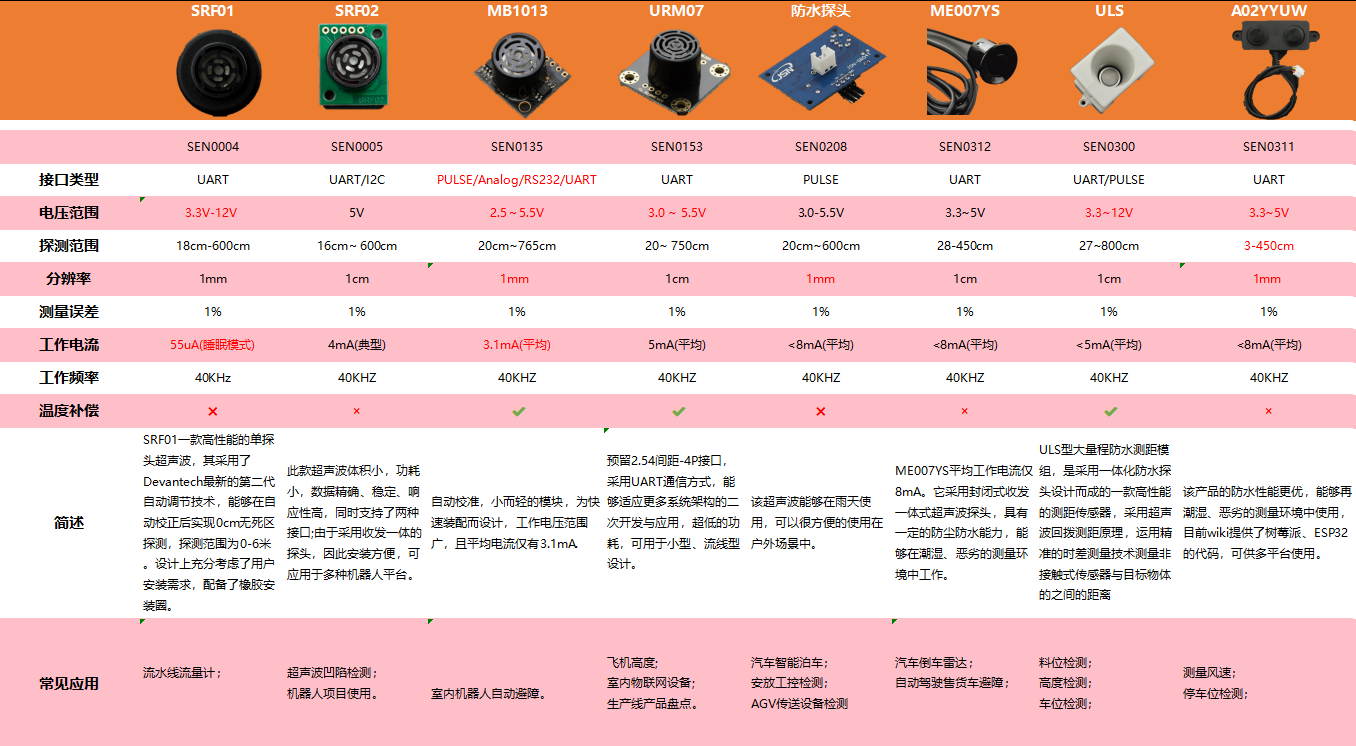 SRF01 SRF02 MB1013 URM07 防水探头 ME007YS ULS A02YYUW
SEN0004 SEN0005 SEN0135 SEN0153 SEN0208 SEN0312 SEN0300 SEN0311
接口类型 UART UART/I2C PULSE/Analog/RS232/UART UART PULSE UART UART/PULSE UART
电压范围 3.3V-12V 5V 2.5～5.5V 3.0～5.5V 3.0-5.5V 3.3~5V 3.3~12V 3.3~5V
探测范围 18cm-600cm 16cm~ 600cm 20cm~765cm 20~ 750cm 20cm~600cm 28-450cm 27~800cm 3-450cm
分辨率 1mm 1cm 1mm 1cm 1mm 1cm 1cm 1mm
测量误差 1% 1% 1% 1% 1% 1% 1% 1%
工作电流 55uA(睡眠模式) 4mA(典型) 3.1mA(平均) 5mA(平均) <8mA(平均) <8mA(平均) <5mA(平均) <8mA(平均)
工作频率 40KHz 40KHZ 40KHZ 40KHZ 40KHZ 40KHZ 40KHZ 40KHZ
温度补偿 × × ✓ ✓ × × ✓ ×
简述
SRF01一款高性能的单探
头超声波，其采用了
Devantech最新的第二代
自动调节技术，能够在自
动校正后实现0cm无死区
探测，探测范围为0-6米
。设计上充分考虑了用户
安装需求，配备了橡胶安
装圈。
此款超声波体积小，功耗
小，数据精确、稳定、响
应性高，同时支持了两种
接口;由于采用收发一体的
探头，因此安装方便，可
应用于多种机器人平台。
自动校准，小而轻的模块，为快
速装配而设计，工作电压范围
广，且平均电流仅有3.1mA。
预留2.54间距-4P接口，
采用UART通信方式，能
够适应更多系统架构的二
次开发与应用，超低的功
耗，可用于小型、流线型
设计。
该超声波能够在雨天使
用，可以很方便的使用在
户外场景中。
ME007YS平均工作电流仅
8mA。它采用封闭式收发
一体式超声波探头，具有
一定的防尘防水能力，能
够在潮湿、恶劣的测量环
境中工作。
ULS型大量程防水测距模
组，是采用一体化防水探
头设计而成的一款高性能
的测距传感器，采用超声
波回拨测距原理，运用精
准的时差测量技术测量非
接触式传感器与目标物体
的之间的距离
该产品的防水性能更优，能够再
潮湿、恶劣的测量环境中使用，
目前wiki提供了树莓派、ESP32
的代码，可供多平台使用。
常见应用
流水线流量计；
超声波凹陷检测；
机器人项目使用。
室内机器人自动避障。
飞机高度;
室内物联网设备；
生产线产品盘点。
汽车智能泊车；
安放工控检测；
AGV传送设备检测
汽车倒车雷达；
自动驾驶售货车避障；
料位检测；
高度检测；
车位检测；
测量风速；
停车位检测；